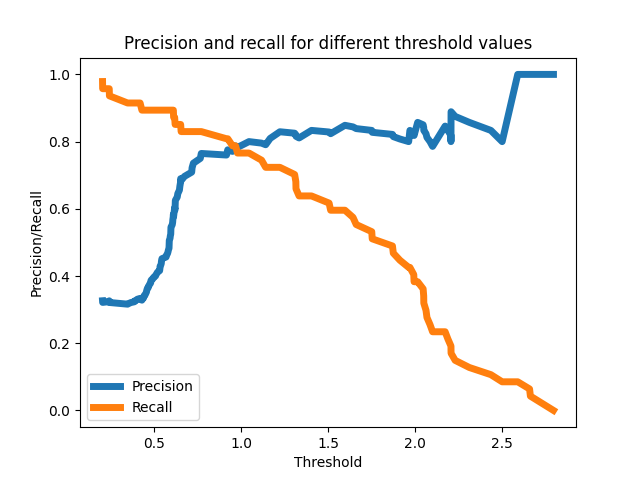 Precision and recall for different threshold values
1.0
0.8
0.6
0.4
0.2
0.0
Precision/Recall
Precision
Recall
0.5 1.0 1.5 2.0 2.5
Threshold